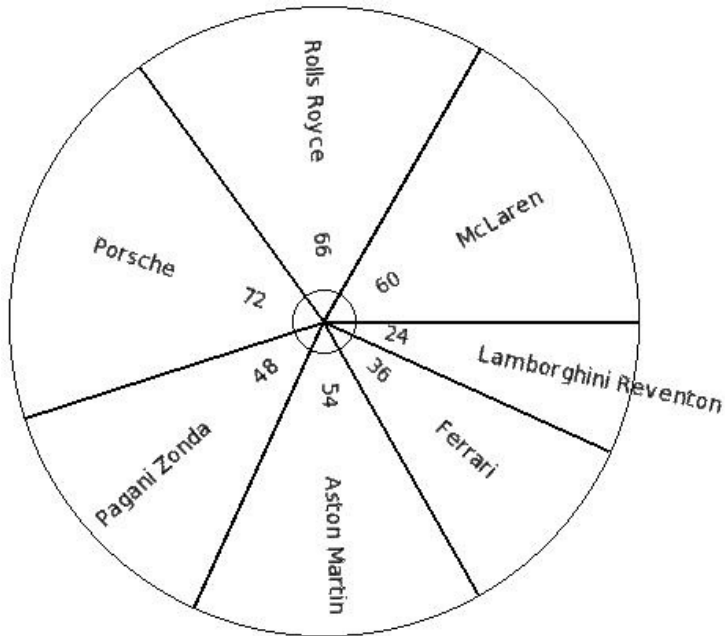 Rolls Royce
66
McLaren
60
Porsche
72
24
Lamborghini Reventon
48
Pagani Zonda
54
Aston Martin
36
Ferrari